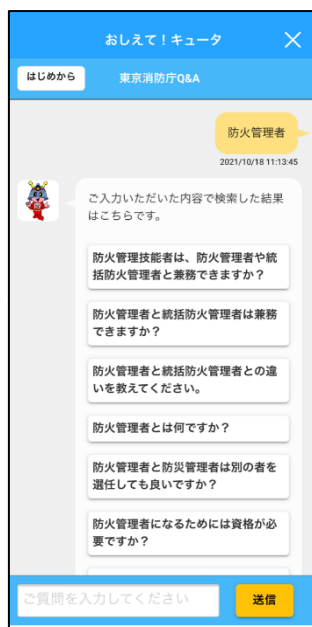 おしえて！キュータ
はじめから
東京消防庁Q&A
防火管理者
2021/10/18 11:13:45
ご入力いただいた内容で検索した結果
はこちらです。
防火管理技能者は、防火管理者や統
括防火管理者と兼務できますか？
防火管理者と統括防火管理者は兼務
できますか？
防火管理者と統括防火管理者との違
いを教えてください。
防火管理者とは何ですか？
防火管理者と防災管理者は別の者を
選任しても良いですか？
防火管理者になるためには資格が必
要ですか？
ご質問を入力してください
送信